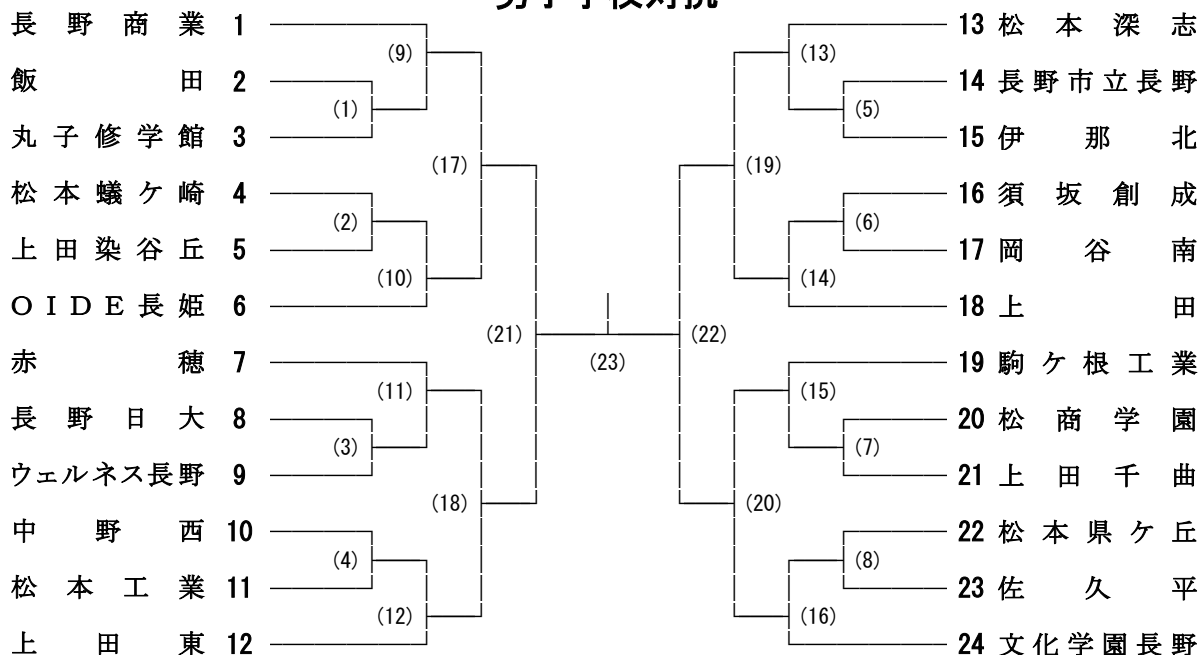 男子学校対抗
長野商業 1
飯田 2
丸子修学館 3
松本蟻ケ崎 4
上田染谷丘 5
OIDE長姫 6
赤穂 7
長野日大 8
ウェルネス長野 9
中野西 10
松本工業 11
上田東 12
(1)
(2)
(3)
(4)
(9)
(10)
(11)
(12)
(17)
(18)
(21)
(23)
(22)
(19)
(20)
(13)
(14)
(15)
(16)
(5)
(6)
(7)
(8)
13 松本深志
14 長野市立長野
15 伊那北
16 須坂創成
17 岡谷南
18 上田
19 駒ケ根工業
20 松商学園
21 上田千曲
22 松本県ケ丘
23 佐久平
24 文化学園長野